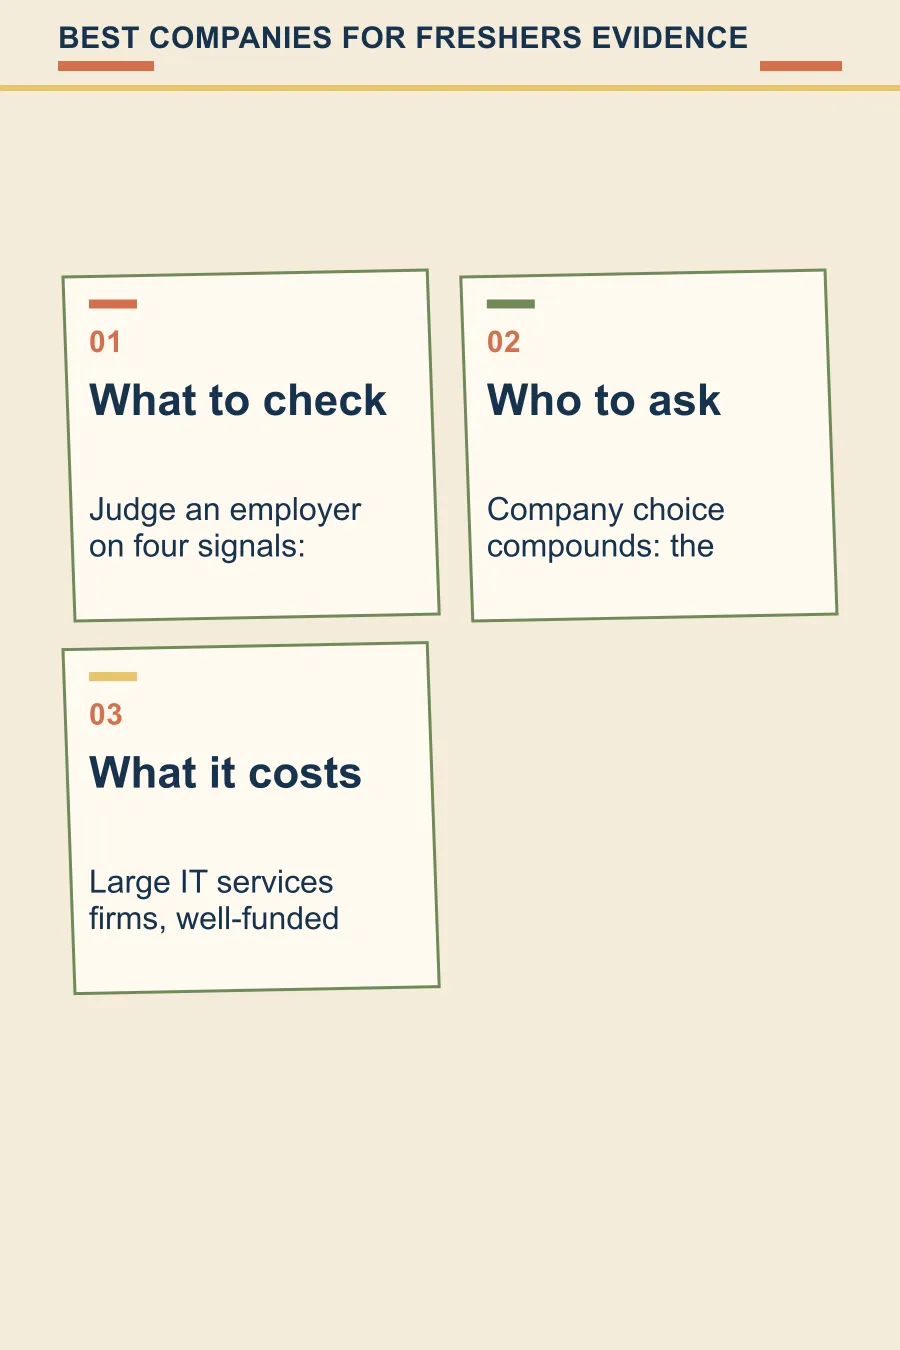 BEST COMPANIES FOR FRESHERS EVIDENCE
01
What to check
Judge an employer
on four signals:
02
Who to ask
Company choice
compounds: the
03
What it costs
Large IT services
firms, well-funded